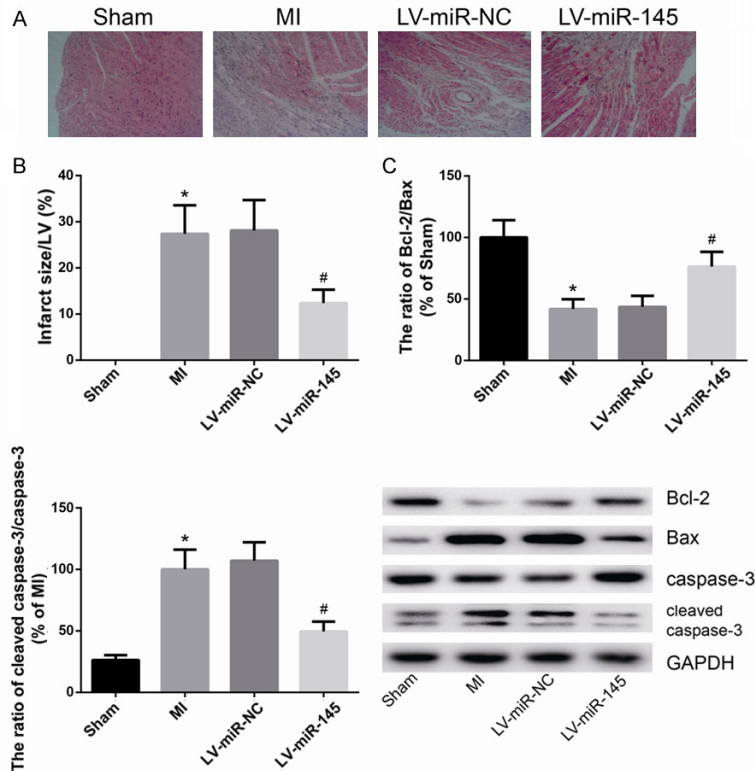 A
Sham
MI
LV-miR-NC
LV-miR-145
B
Infarct size/LV (%)
40
30
20
10
0
*
#
Sham
MI
LV-miR-NC
LV-miR-145
C
The ratio of Bcl-2/Bax
(% of Sham)
150
100
50
0
*
#
Sham
MI
LV-miR-NC
LV-miR-145
The ratio of cleaved caspase-3/caspase-3
(% of MI)
150
100
50
0
*
#
Sham
MI
LV-miR-NC
LV-miR-145
Bcl-2
Bax
caspase-3
cleaved
caspase-3
GAPDH
Sham
MI
LV-miR-NC
LV-miR-145